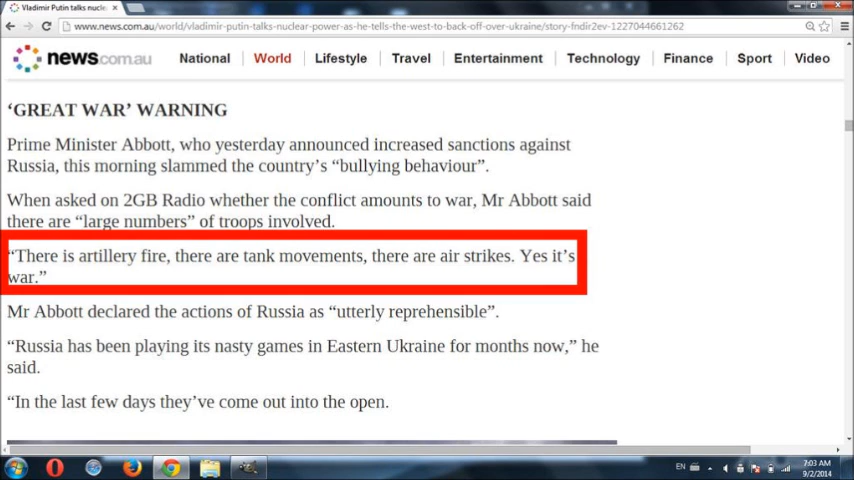 Vladimir Putin talks nucle
www.news.com.au/world/vladimir-putin-talks-nuclear-power-as-he-tells-the-west-to-back-off-over-ukraine/story-fndir2ev-1227044661262
news.com.au National World Lifestyle Travel Entertainment Technology Finance Sport Video
‘GREAT WAR’ WARNING
Prime Minister Abbott, who yesterday announced increased sanctions against
Russia, this morning slammed the country’s “bullying behaviour”.
When asked on 2GB Radio whether the conflict amounts to war, Mr Abbott said
there are “large numbers” of troops involved.
“There is artillery fire, there are tank movements, there are air strikes. Yes it’s
war.”
Mr Abbott declared the actions of Russia as “utterly reprehensible”.
“Russia has been playing its nasty games in Eastern Ukraine for months now,” he
said.
“In the last few days they’ve come out into the open.
EN
7:03 AM
9/2/2014